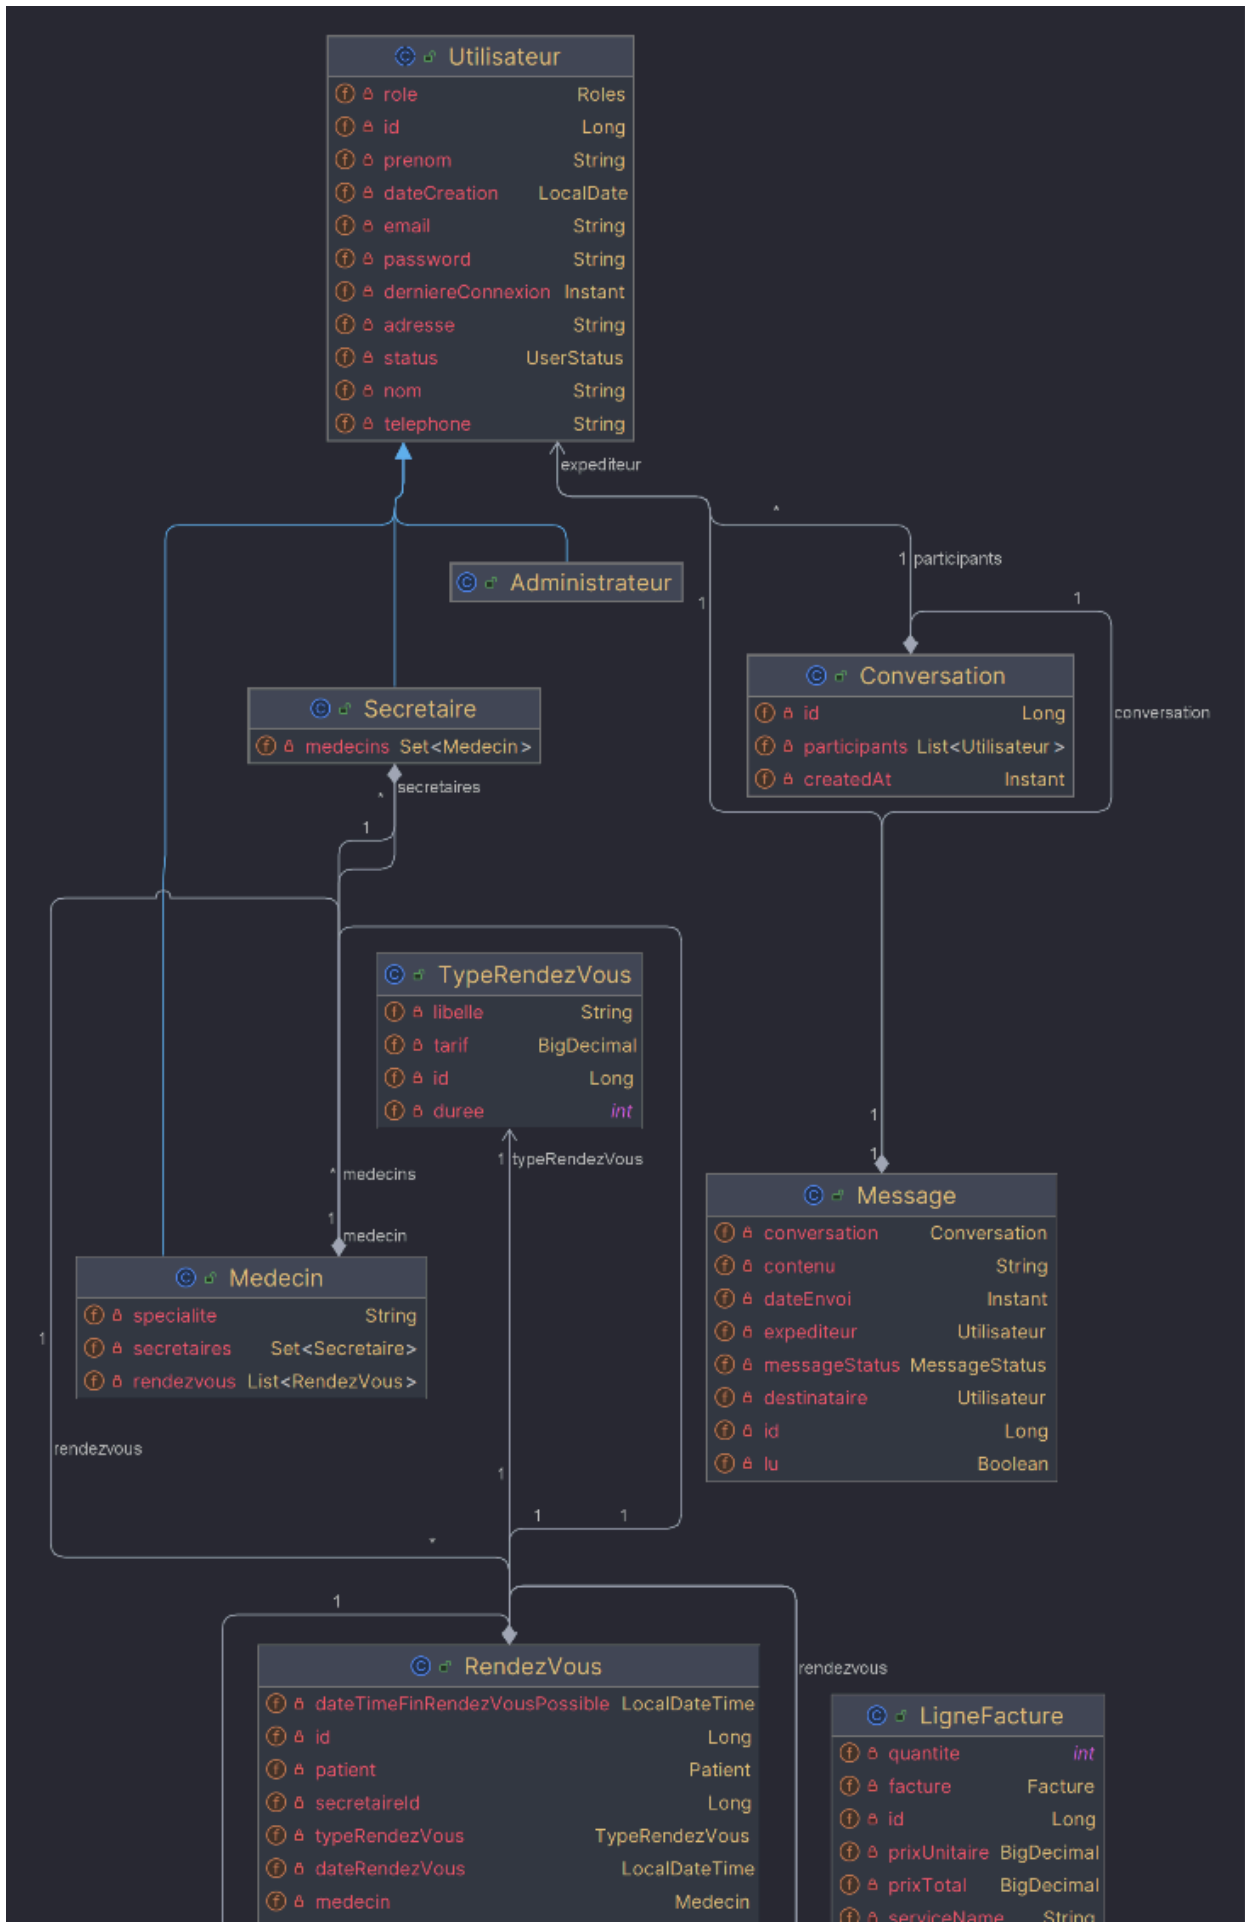 Utilisateur
role Roles
id Long
prenom String
dateCreation LocalDate
email String
password String
derniereConnexion Instant
adresse String
status UserStatus
nom String
telephone String
expediteur
*
1 participants
Administrateur
1
1
Secretaire
medecins Set<Medecin>
secretaires
*
1
Conversation
id Long
participants List<Utilisateur>
createdAt Instant
conversation
TypeRendezVous
libelle String
tarif BigDecimal
id Long
duree int
1 typeRendezVous
* medecins
1
medecin
1
1
Medecin
specialite String
secretaires Set<Secretaire>
rendezvous List<RendezVous>
1
rendezvous
Message
conversation Conversation
contenu String
dateEnvoi Instant
expediteur Utilisateur
messageStatus MessageStatus
destinataire Utilisateur
id Long
lu Boolean
1
1 1
*
1
RendezVous
dateTimeFinRendezVousPossible LocalDateTime
id Long
patient Patient
secretaireId Long
typeRendezVous TypeRendezVous
dateRendezVous LocalDateTime
medecin Medecin
rendezvous
LigneFacture
quantite int
facture Facture
id Long
prixUnitaire BigDecimal
prixTotal BigDecimal
serviceName String